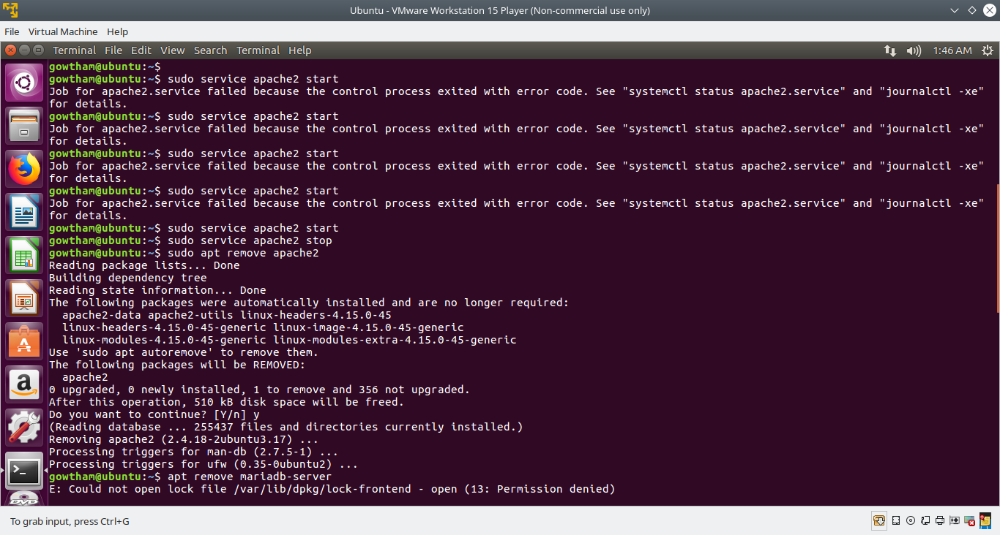 Ubuntu - VMware Workstation 15 Player (Non-commercial use only)
File Virtual Machine Help
Terminal File Edit View Search Terminal Help
1:46 AM
gowtham@ubuntu:~$
gowtham@ubuntu:~$ sudo service apache2 start
Job for apache2.service failed because the control process exited with error code. See "systemctl status apache2.service" and "journalctl -xe"
for details.
gowtham@ubuntu:~$ sudo service apache2 start
Job for apache2.service failed because the control process exited with error code. See "systemctl status apache2.service" and "journalctl -xe"
for details.
gowtham@ubuntu:~$ sudo service apache2 start
Job for apache2.service failed because the control process exited with error code. See "systemctl status apache2.service" and "journalctl -xe"
for details.
gowtham@ubuntu:~$ sudo service apache2 start
Job for apache2.service failed because the control process exited with error code. See "systemctl status apache2.service" and "journalctl -xe"
for details.
gowtham@ubuntu:~$ sudo service apache2 start
gowtham@ubuntu:~$ sudo service apache2 stop
gowtham@ubuntu:~$ sudo apt remove apache2
Reading package lists... Done
Building dependency tree
Reading state information... Done
The following packages were automatically installed and are no longer required:
  apache2-data apache2-utils linux-headers-4.15.0-45
  linux-headers-4.15.0-45-generic linux-image-4.15.0-45-generic
  linux-modules-4.15.0-45-generic linux-modules-extra-4.15.0-45-generic
Use 'sudo apt autoremove' to remove them.
The following packages will be REMOVED:
  apache2
0 upgraded, 0 newly installed, 1 to remove and 356 not upgraded.
After this operation, 510 kB disk space will be freed.
Do you want to continue? [Y/n] y
(Reading database ... 255437 files and directories currently installed.)
Removing apache2 (2.4.18-2ubuntu3.17) ...
Processing triggers for man-db (2.7.5-1) ...
Processing triggers for ufw (0.35-0ubuntu2) ...
gowtham@ubuntu:~$ apt remove mariadb-server
E: Could not open lock file /var/lib/dpkg/lock-frontend - open (13: Permission denied)
DVD
To grab input, press Ctrl+G